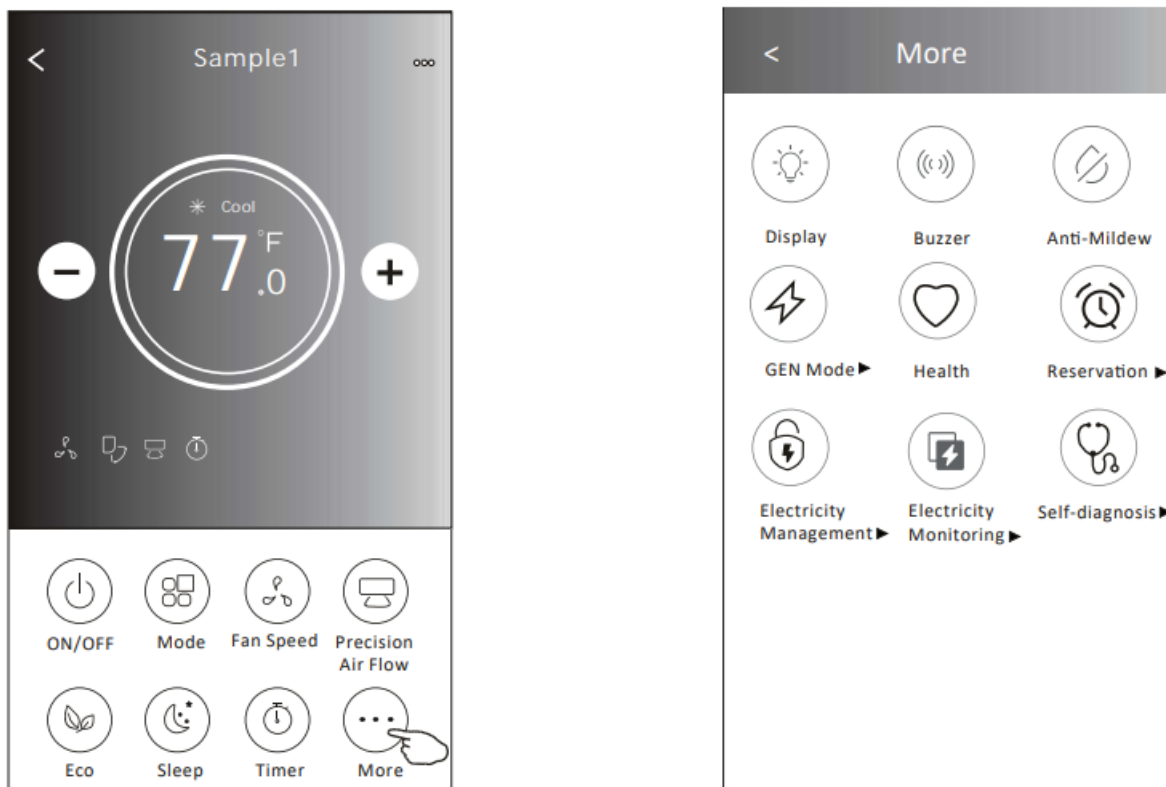 < Sample1 ooo
Cool
77.0 °F
- +
ON/OFF Mode Fan Speed Precision
Air Flow
Eco Sleep Timer More
< More
Display Buzzer Anti-Mildew
GEN Mode▶ Health Reservation ▶
Electricity Electricity Self-diagnosis▶
Management▶ Monitoring▶